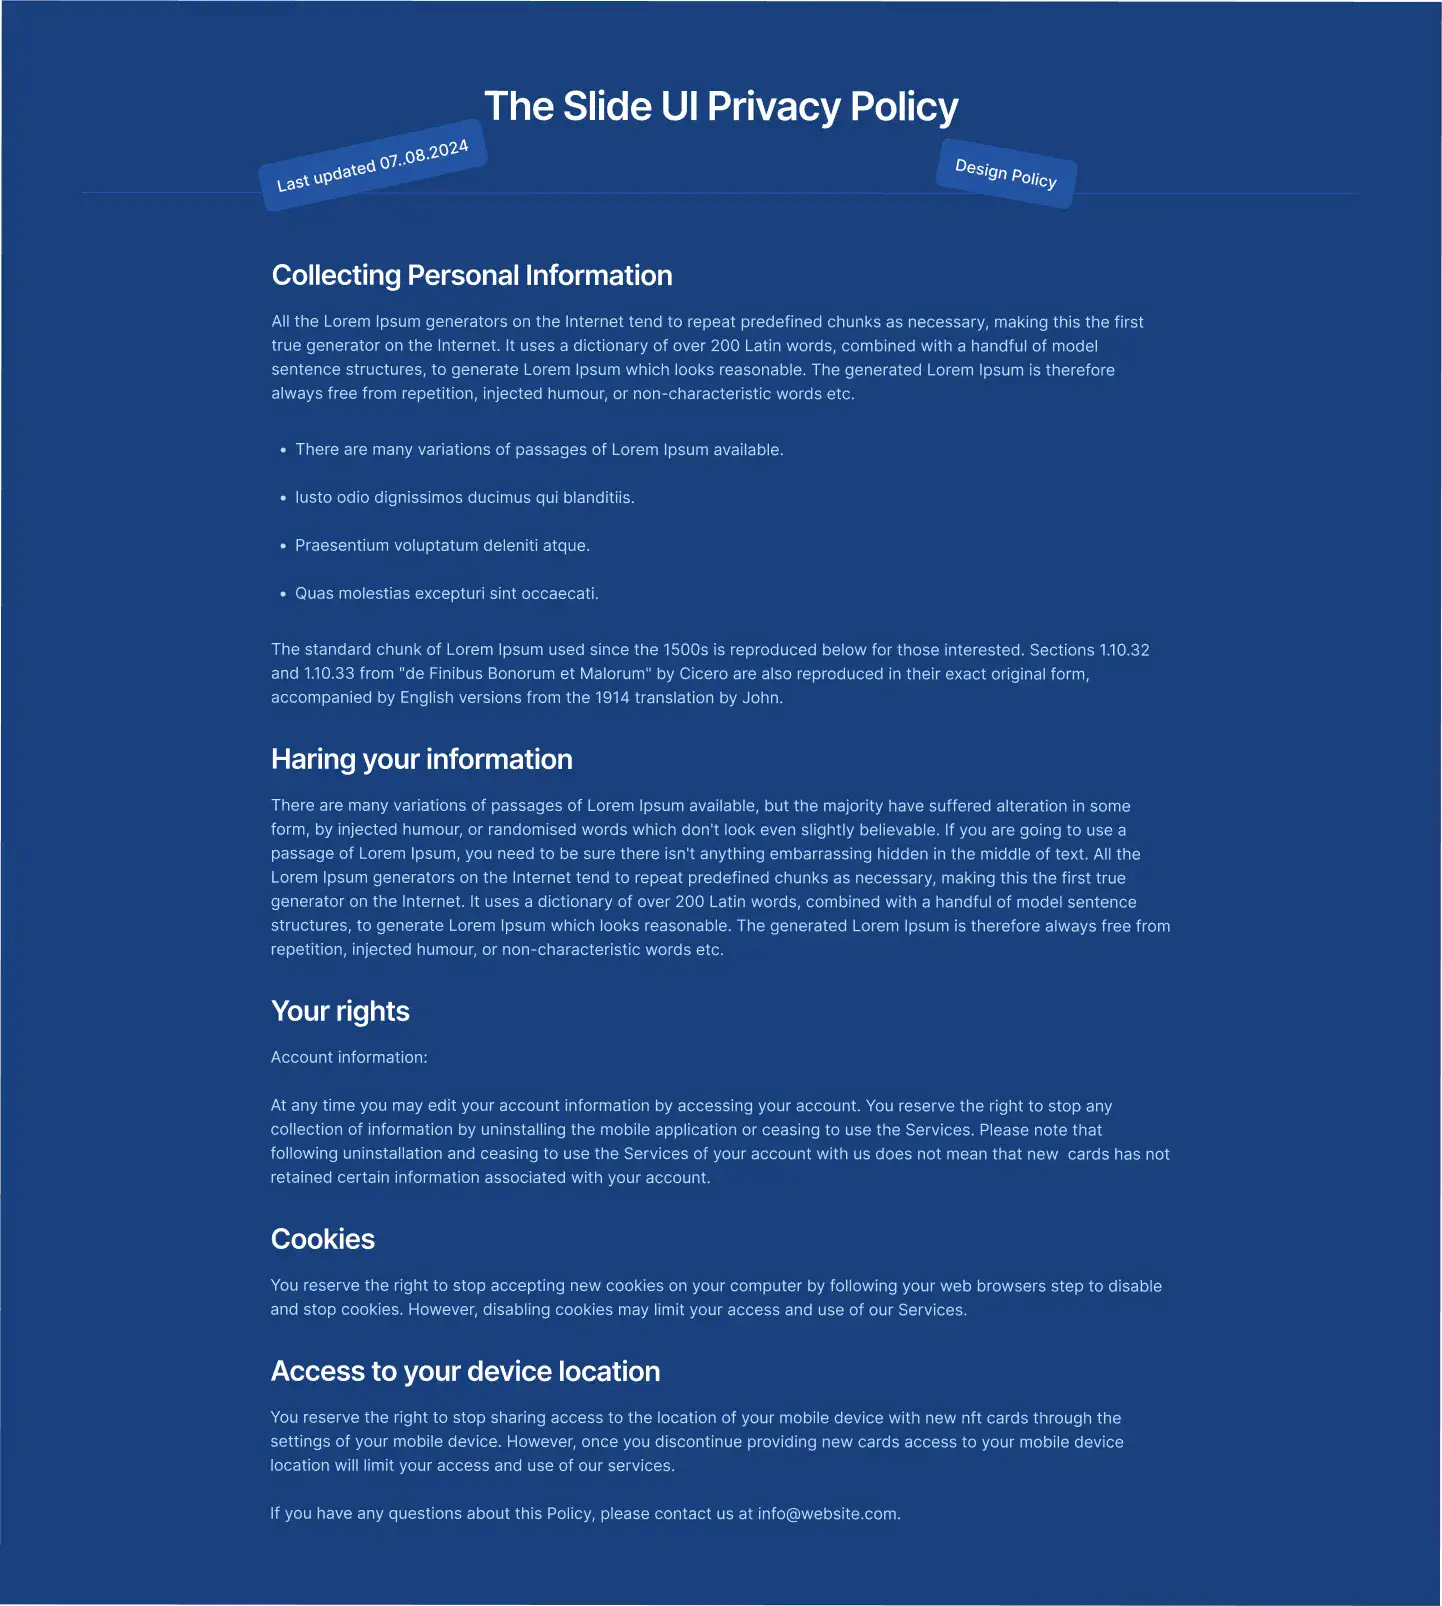 The Slide UI Privacy Policy
Last updated 07..08.2024
Design Policy
Collecting Personal Information
All the Lorem Ipsum generators on the Internet tend to repeat predefined chunks as necessary, making this the first
true generator on the Internet. It uses a dictionary of over 200 Latin words, combined with a handful of model
sentence structures, to generate Lorem Ipsum which looks reasonable. The generated Lorem Ipsum is therefore
always free from repetition, injected humour, or non-characteristic words etc.
• There are many variations of passages of Lorem Ipsum available.
• Iusto odio dignissimos ducimus qui blanditiis.
• Praesentium voluptatum deleniti atque.
• Quas molestias excepturi sint occaecati.
The standard chunk of Lorem Ipsum used since the 1500s is reproduced below for those interested. Sections 1.10.32
and 1.10.33 from "de Finibus Bonorum et Malorum" by Cicero are also reproduced in their exact original form,
accompanied by English versions from the 1914 translation by John.
Haring your information
There are many variations of passages of Lorem Ipsum available, but the majority have suffered alteration in some
form, by injected humour, or randomised words which don't look even slightly believable. If you are going to use a
passage of Lorem Ipsum, you need to be sure there isn't anything embarrassing hidden in the middle of text. All the
Lorem Ipsum generators on the Internet tend to repeat predefined chunks as necessary, making this the first true
generator on the Internet. It uses a dictionary of over 200 Latin words, combined with a handful of model sentence
structures, to generate Lorem Ipsum which looks reasonable. The generated Lorem Ipsum is therefore always free from
repetition, injected humour, or non-characteristic words etc.
Your rights
Account information:
At any time you may edit your account information by accessing your account. You reserve the right to stop any
collection of information by uninstalling the mobile application or ceasing to use the Services. Please note that
following uninstallation and ceasing to use the Services of your account with us does not mean that new  cards has not
retained certain information associated with your account.
Cookies
You reserve the right to stop accepting new cookies on your computer by following your web browsers step to disable
and stop cookies. However, disabling cookies may limit your access and use of our Services.
Access to your device location
You reserve the right to stop sharing access to the location of your mobile device with new nft cards through the
settings of your mobile device. However, once you discontinue providing new cards access to your mobile device
location will limit your access and use of our services.
If you have any questions about this Policy, please contact us at info@website.com.